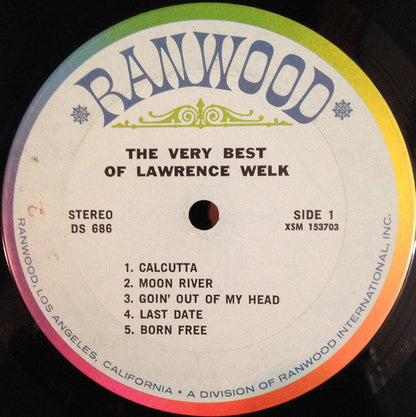 RANWOOD
THE VERY BEST
OF LAWRENCE WELK
STEREO
DS 686
SIDE 1
XSM 153703
1. CALCUTTA
2. MOON RIVER
3. GOIN' OUT OF MY HEAD
4. LAST DATE
5. BORN FREE
RANWOOD, LOS ANGELES, CALIFORNIA • A DIVISION OF RANWOOD INTERNATIONAL, INC.